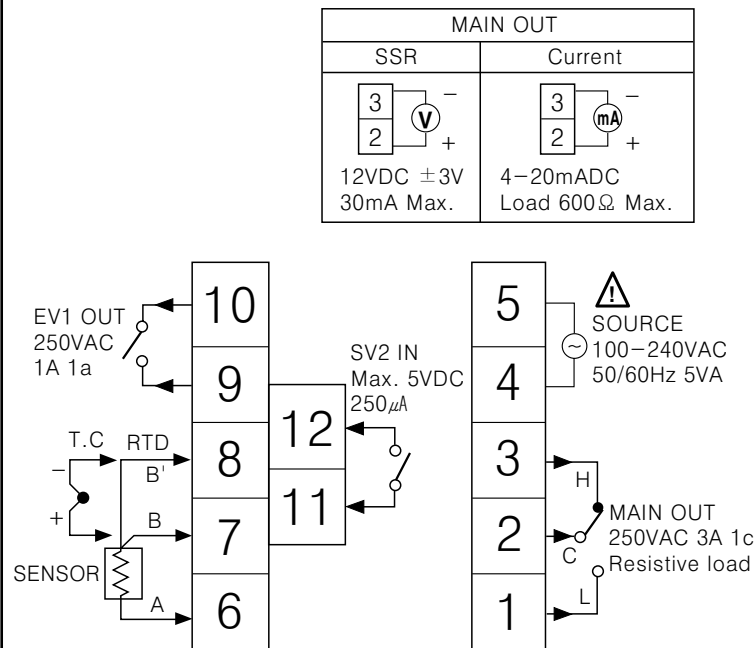 MAIN OUT
SSR
Current
3
−
V
2
+
3
−
mA
2
+
12VDC ±3V
30mA Max.
4−20mADC
Load 600Ω Max.
EV1 OUT
250VAC
1A 1a
10
9
8
7
6
SV2 IN
Max. 5VDC
250μA
12
11
T.C
RTD
−
+
B'
B
A
SENSOR
5
4
3
2
1
!
SOURCE
~
100−240VAC
50/60Hz 5VA
H
C
L
MAIN OUT
250VAC 3A 1c
Resistive load